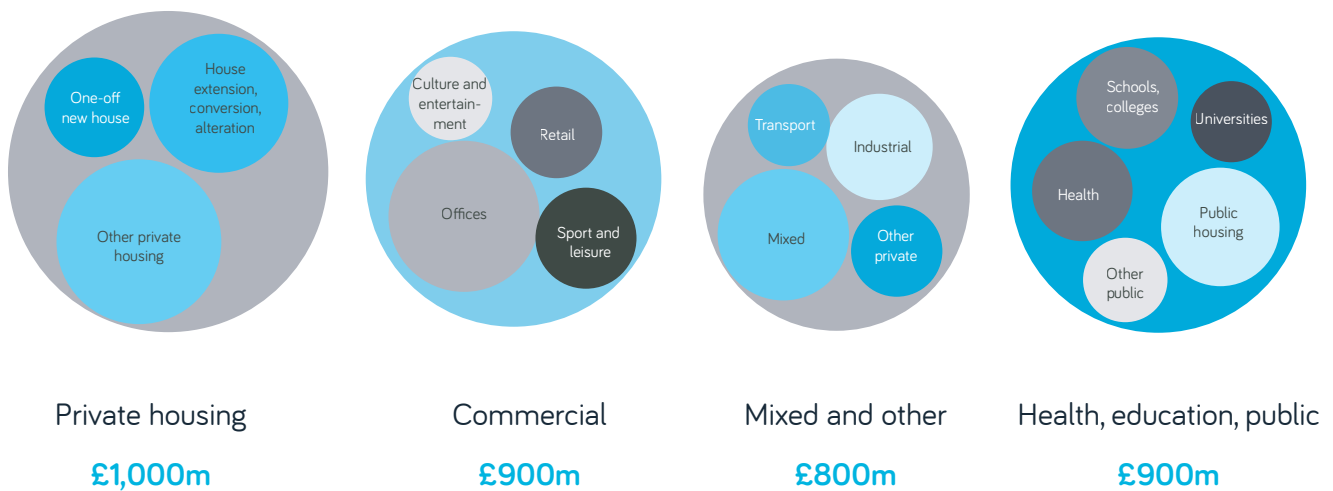 One-off
new house
House
extension,
conversion,
alteration
Other private
housing
Culture and
entertain-
ment
Retail
Offices
Sport and
leisure
Transport
Industrial
Mixed
Other
private
Schools,
colleges
Universities
Health
Public
housing
Other
public
Private housing
Commercial
Mixed and other
Health, education, public
£1,000m
£900m
£800m
£900m